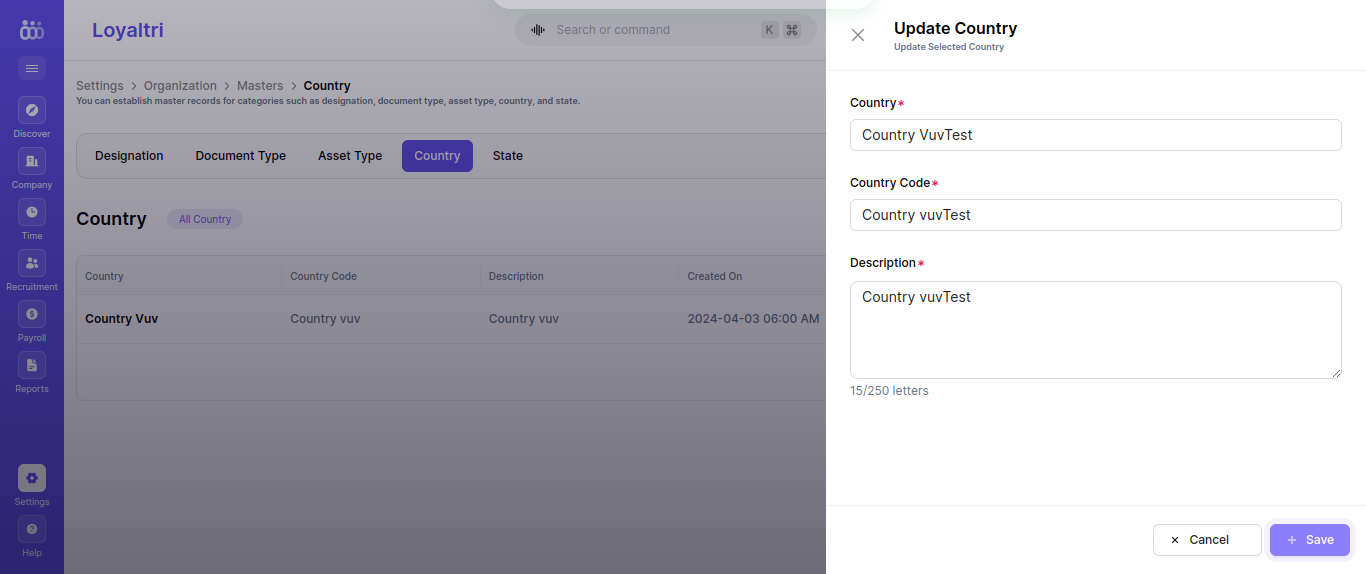 Loyaltri
Search or command
K ⌘
Update Country
Update Selected Country
Settings > Organization > Masters > Country
You can establish master records for categories such as designation, document type, asset type, country, and state.
Designation Document Type Asset Type Country State
Country All Country
Country Country Code Description Created On
Country Vuv Country vuv Country vuv 2024-04-03 06:00 AM
Discover
Company
Time
Recruitment
Payroll
Reports
Settings
Help
Country*
Country VuvTest
Country Code*
Country vuvTest
Description*
Country vuvTest
15/250 letters
× Cancel + Save